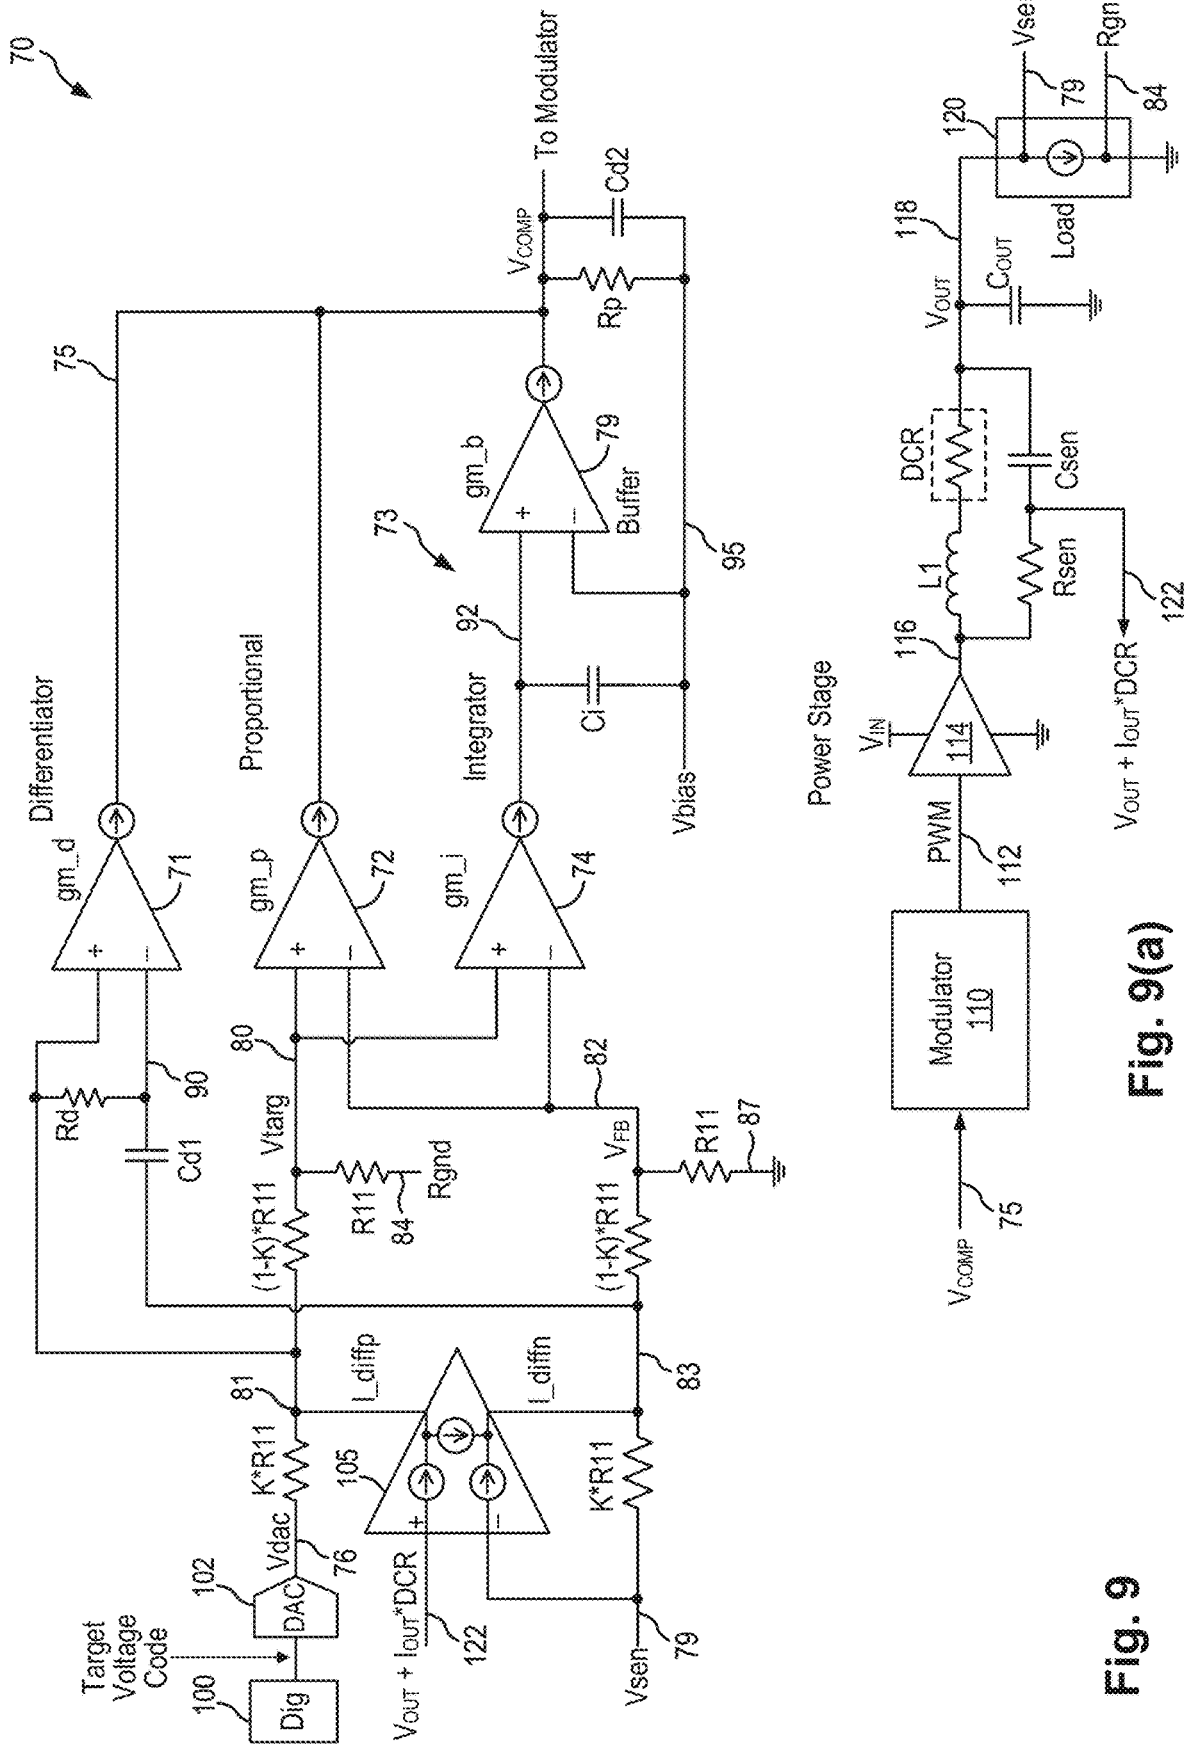 70
Target
Voltage
Code
100
Dig
102
DAC
Vdac
76
K*R11
81
(1-K)*R11
Vtarg
80
R11
84
Rgnd
Rd
90
Cd1
gm_d
Differentiator
71
75
gm_p
Proportional
72
gm_i
Integrator
74
92
73
gm_b
79
Buffer
VCOMP
To Modulator
Rp
Cd2
Ci
Vbias
95
105
I_diffp
I_diffn
VOUT + IOUT*DCR
122
Vsen
79
K*R11
83
(1-K)*R11
VFB
82
R11
87
+
−
+
−
+
−
+
−
+
−
Fig. 9
Power Stage
VCOMP
75
Modulator
110
PWM
112
VIN
114
116
L1
DCR
Rsen
Csen
122
VOUT + IOUT*DCR
VOUT
118
COUT
120
Load
79
84
Fig. 9(a)